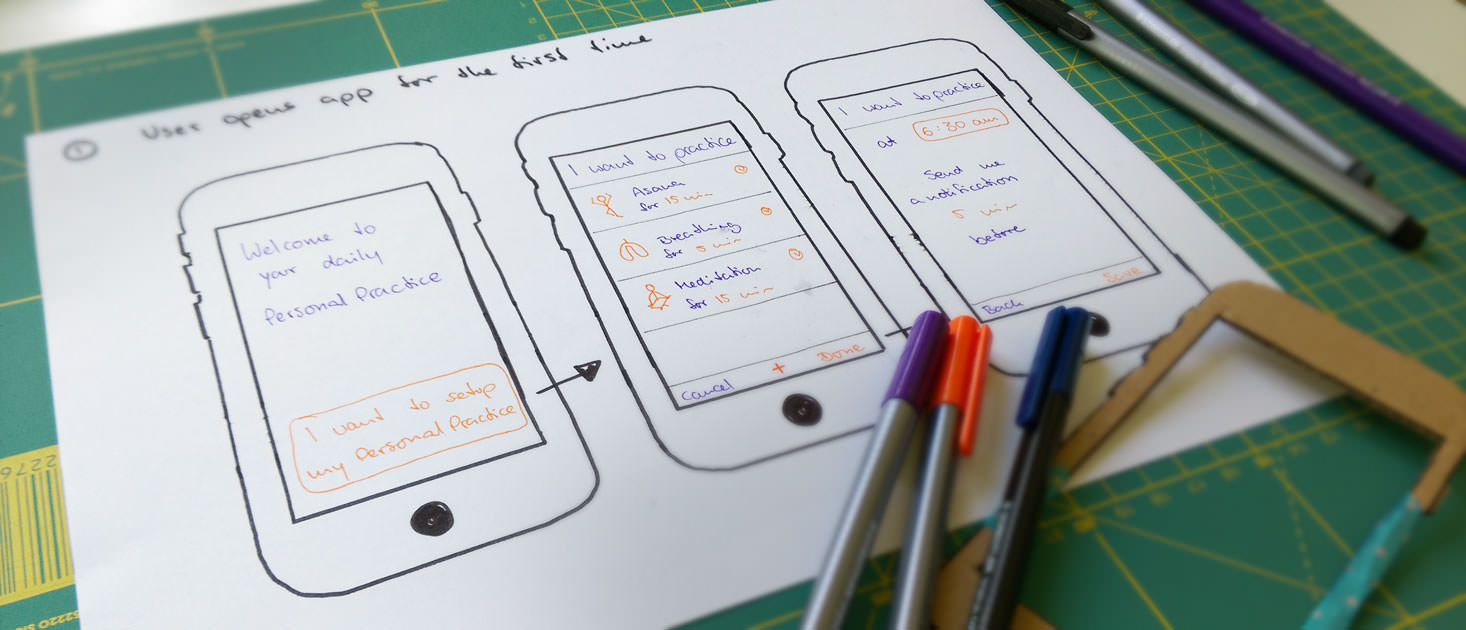 1 User opens app for the first time
Welcome to
your daily
Personal Practice
I want to setup
my Personal Practice
I want to practice
Asana
for 15 min
Breathing
for 5 min
Meditation
for 15 min
Cancel + Done
I want to practice
at 6:30 am
Send me
a notification
5 min
before
Back Save